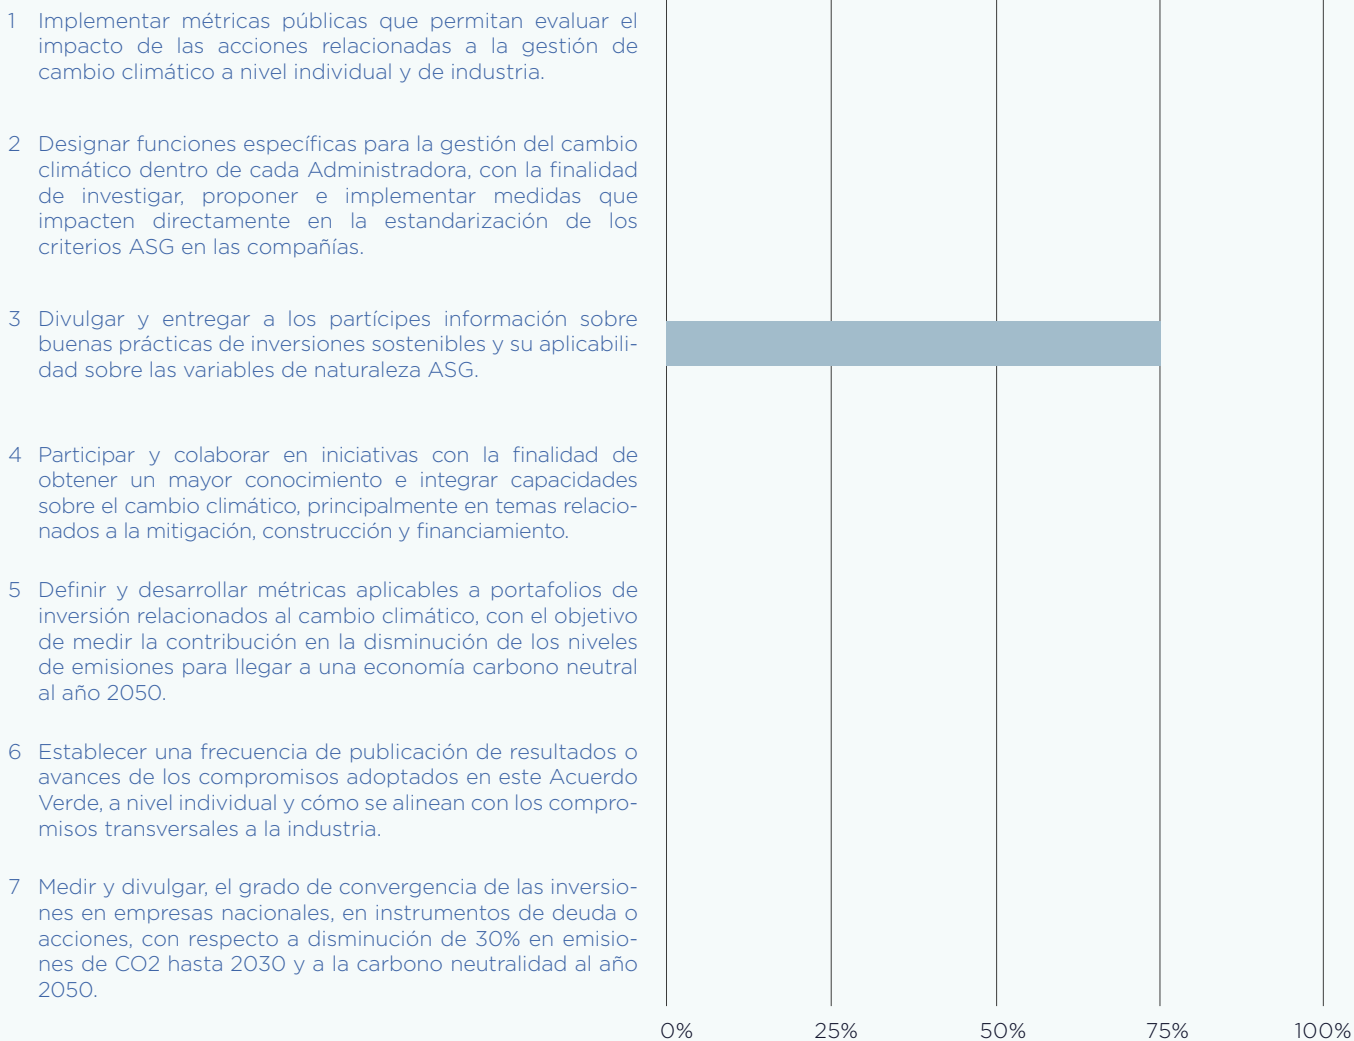 1 Implementar métricas públicas que permitan evaluar el
impacto de las acciones relacionadas a la gestión de
cambio climático a nivel individual y de industria.
2 Designar funciones específicas para la gestión del cambio
climático dentro de cada Administradora, con la finalidad
de investigar, proponer e implementar medidas que
impacten directamente en la estandarización de los
criterios ASG en las compañías.
3 Divulgar y entregar a los partícipes información sobre
buenas prácticas de inversiones sostenibles y su aplicabili-
dad sobre las variables de naturaleza ASG.
4 Participar y colaborar en iniciativas con la finalidad de
obtener un mayor conocimiento e integrar capacidades
sobre el cambio climático, principalmente en temas relacio-
nados a la mitigación, construcción y financiamiento.
5 Definir y desarrollar métricas aplicables a portafolios de
inversión relacionados al cambio climático, con el objetivo
de medir la contribución en la disminución de los niveles
de emisiones para llegar a una economía carbono neutral
al año 2050.
6 Establecer una frecuencia de publicación de resultados o
avances de los compromisos adoptados en este Acuerdo
Verde, a nivel individual y cómo se alinean con los compro-
misos transversales a la industria.
7 Medir y divulgar, el grado de convergencia de las inversio-
nes en empresas nacionales, en instrumentos de deuda o
acciones, con respecto a disminución de 30% en emisio-
nes de CO2 hasta 2030 y a la carbono neutralidad al año
2050.
0% 25% 50% 75% 100%